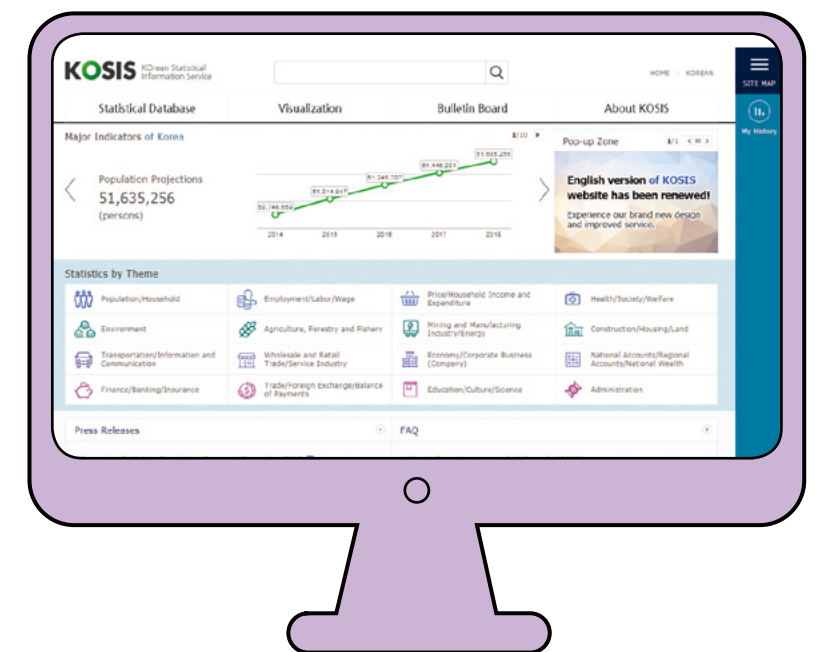 KOSIS KOrean Statistical
Information Service
HOME KOREAN
SITE MAP
Statistical Database Visualization Bulletin Board About KOSIS
My History
Major Indicators of Korea 1/10
Population Projections
51,635,256
(persons)
51,014,947
51,635,256
2014 2015 2016 2017 2018
Pop-up Zone 1/1
English version of KOSIS
website has been renewed!
Experience our brand new design
and improved service.
Statistics by Theme
Population/Household
Employment/Labor/Wage
Price/Household Income and
Expenditure
Health/Society/Welfare
Environment
Agriculture, Forestry and Fishery
Mining and Manufacturing
Industry/Energy
Construction/Housing/Land
Transportation/Information and
Communication
Wholesale and Retail
Trade/Service Industry
Economy/Corporate Business
(Company)
National Accounts/Regional
Accounts/National Wealth
Finance/Banking/Insurance
Trade/Foreign Exchange/Balance
of Payments
Education/Culture/Science
Administration
Press Releases
FAQ